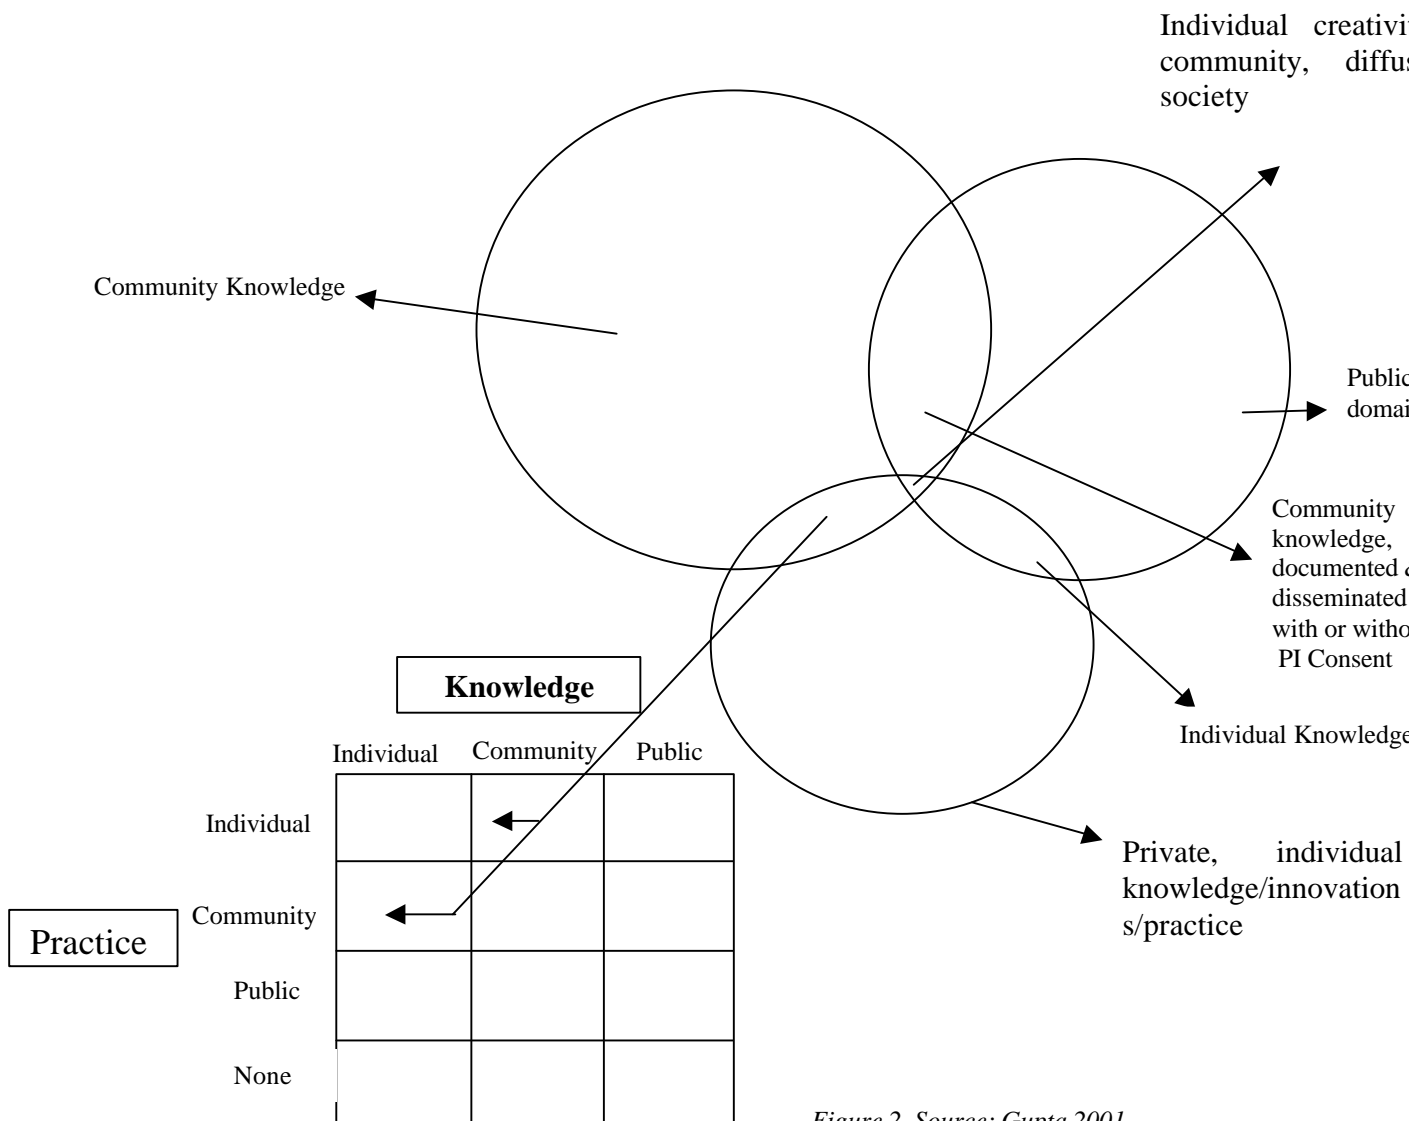 Individual creativi
community, diffus
society
Community Knowledge
Public
domai
Community
knowledge,
documented
disseminated
with or witho
PI Consent
Knowledge
Individual Community Public
Individual Knowledge
Individual
Private, individual
knowledge/innovation
s/practice
Community
Practice
Public
None
Figure 2 Source: Gupta 2001